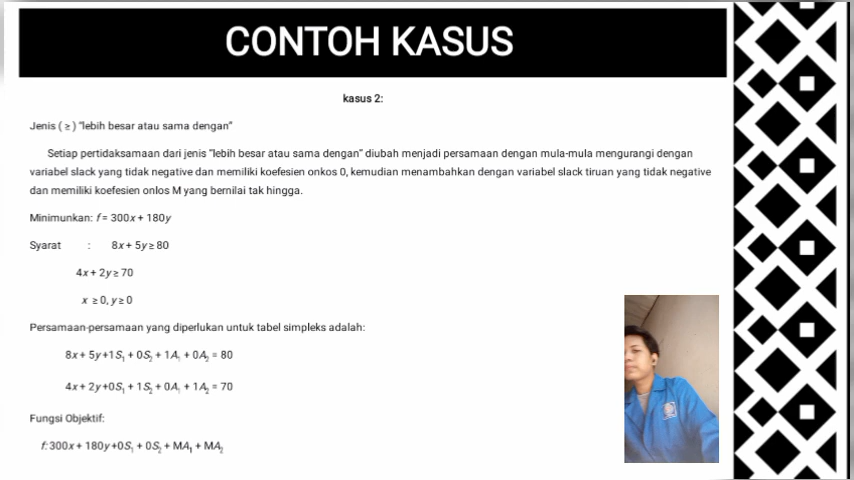 CONTOH KASUS
kasus 2:
Jenis ( ≥ ) "lebih besar atau sama dengan"
Setiap pertidaksamaan dari jenis "lebih besar atau sama dengan" diubah menjadi persamaan dengan mula-mula mengurangi dengan
variabel slack yang tidak negative dan memiliki koefesien onkos 0, kemudian menambahkan dengan variabel slack tiruan yang tidak negative
dan memiliki koefesien onlos M yang bernilai tak hingga.
Minimunkan: f = 300x + 180y
Syarat : 8x + 5y ≥ 80
4x + 2y ≥ 70
x ≥ 0, y ≥ 0
Persamaan-persamaan yang diperlukan untuk tabel simpleks adalah:
8x + 5y +1S₁ + 0S₂ + 1A₁ + 0A₂ = 80
4x + 2y +0S₁ + 1S₂ + 0A₁ + 1A₂ = 70
Fungsi Objektif:
f: 300x + 180y +0S₁ + 0S₂ + MA₁ + MA₂